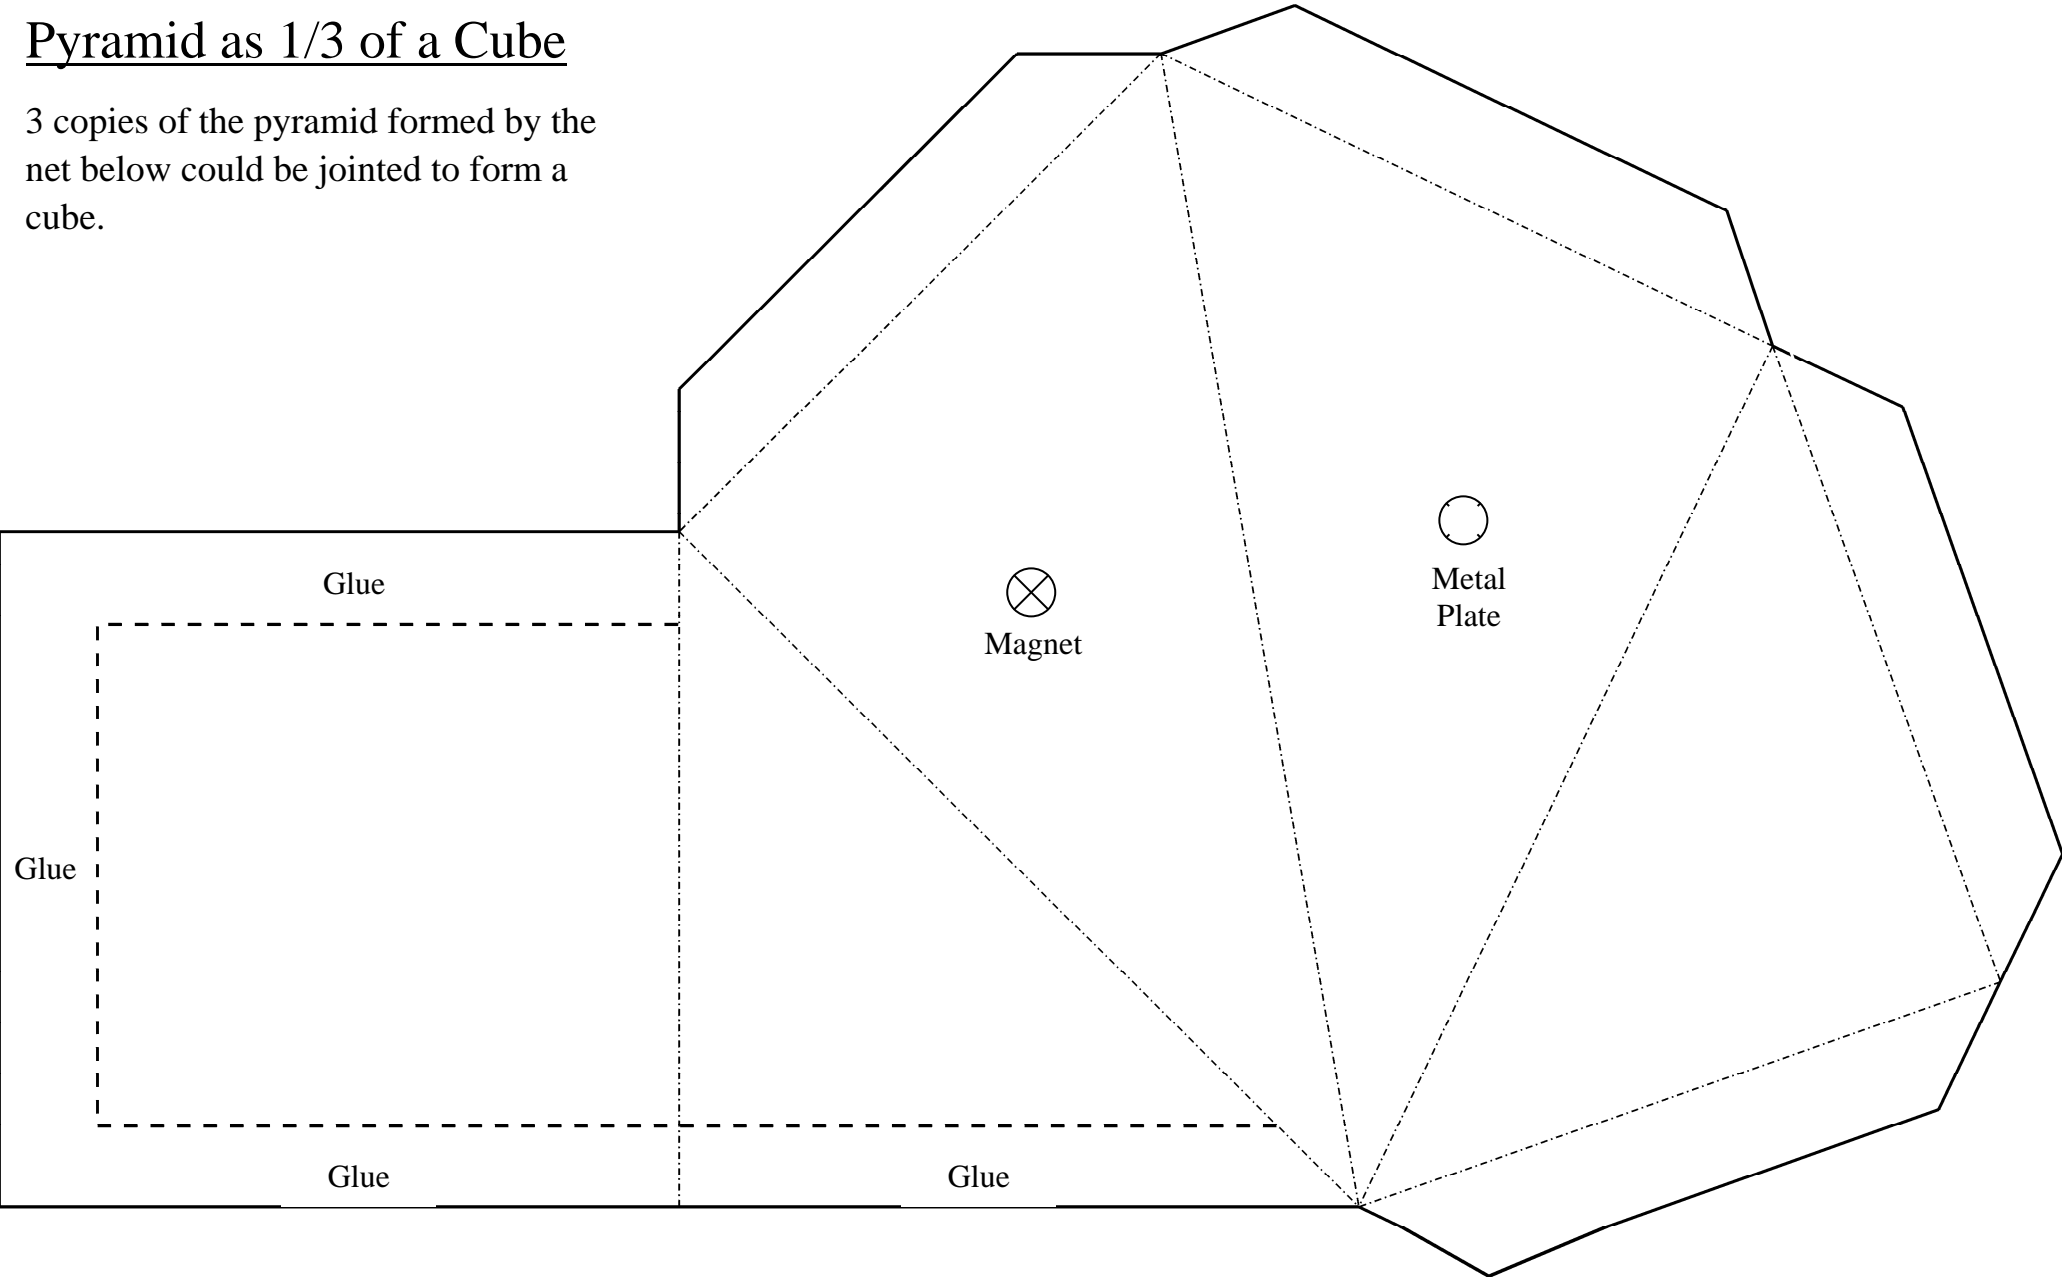 Pyramid as 1/3 of a Cube
3 copies of the pyramid formed by the
net below could be jointed to form a
cube.
Glue
Metal
Plate
Magnet
Glue
Glue
Glue